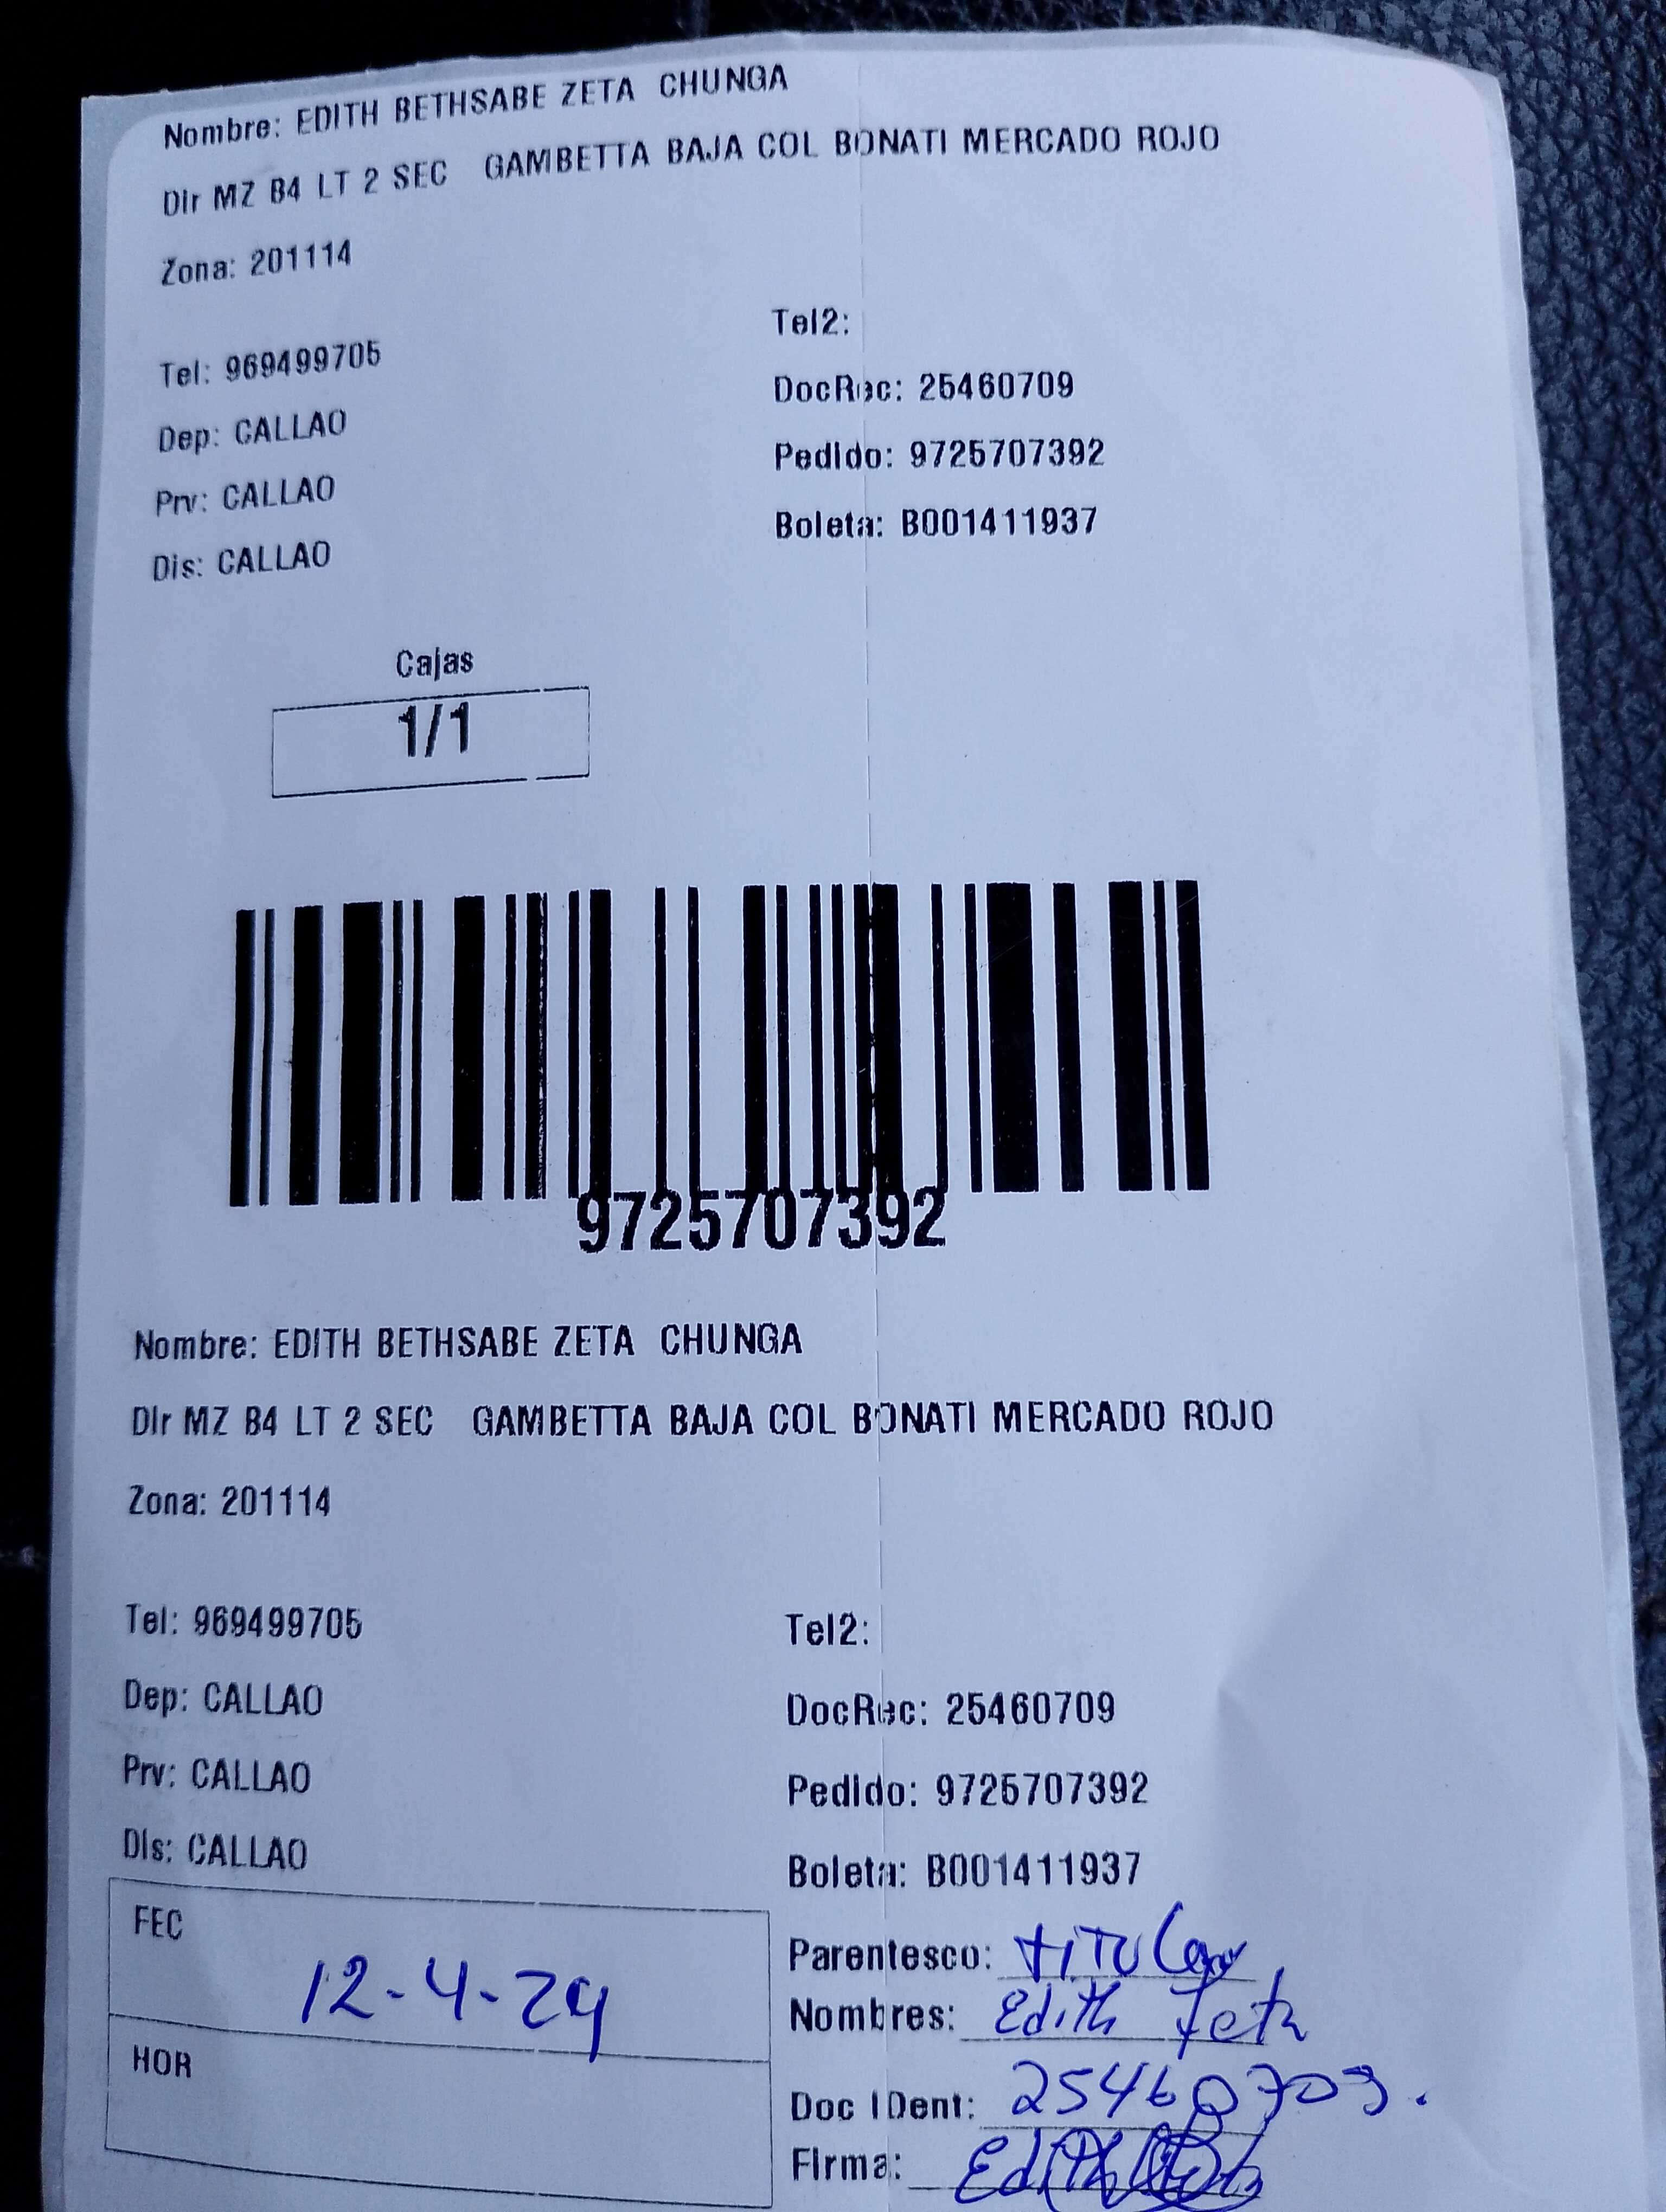 Nombre: EDITH BETHSABE ZETA CHUNGA
Dir MZ B4 LT 2 SEC GAMBETTA BAJA COL BONATI MERCADO ROJO
Zona: 201114
Tel: 969499705
Tel2:
Dep: CALLAO
DocRec: 25460709
Prv: CALLAO
Pedido: 9725707392
Dis: CALLAO
Boleta: B001411937
Cajas
1/1
9725707392
Nombre: EDITH BETHSABE ZETA CHUNGA
Dir MZ B4 LT 2 SEC GAMBETTA BAJA COL BONATI MERCADO ROJO
Zona: 201114
Tel: 969499705
Tel2:
Dep: CALLAO
DocRec: 25460709
Prv: CALLAO
Pedido: 9725707392
Dis: CALLAO
Boleta: B001411937
FEC
12-4-24
HOR
Parentesco: titular
Nombres: Edith Zeta
Doc IDent: 25460709.
Firma: Edith